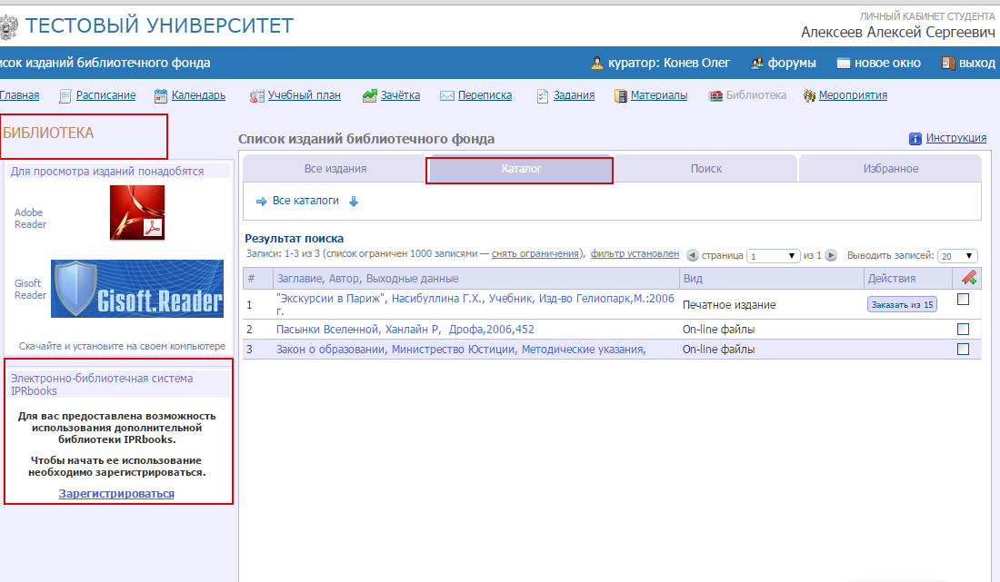 ТЕСТОВЫЙ УНИВЕРСИТЕТ
ЛИЧНЫЙ КАБИНЕТ СТУДЕНТА
Алексеев Алексей Сергеевич
исок изданий библиотечного фонда
куратор: Конев Олег
форумы
новое окно
выход
Главная
Расписание
Календарь
Учебный план
Зачётка
Переписка
Задания
Материалы
Библиотека
Мероприятия
БИБЛИОТЕКА
Для просмотра изданий понадобятся
Adobe
Reader
Gisoft
Reader
Gisoft.Reader
Скачайте и установите на своем компьютере
Электронно-библиотечная система
IPRbooks
Для вас предоставлена возможность
использования дополнительной
библиотеки IPRbooks.
Чтобы начать ее использование
необходимо зарегистрироваться.
Зарегистрироваться
Список изданий библиотечного фонда
Инструкция
Все издания
Каталог
Поиск
Избранное
Все каталоги
Результат поиска
Записи: 1-3 из 3 (список ограничен 1000 записями — снять ограничения), фильтр установлен
страница 1 из 1
Выводить записей: 20
# Заглавие, Автор, Выходные данные Вид Действия
1 "Экскурсии в Париж", Насибуллина Г.Х., Учебник, Изд-во Гелиопарк,М.:2006
г. Печатное издание Заказать из 15
2 Пасынки Вселенной, Ханлайн Р, Дрофа,2006,452 On-line файлы
3 Закон о образовании, Министрество Юстиции, Методические указания, On-line файлы